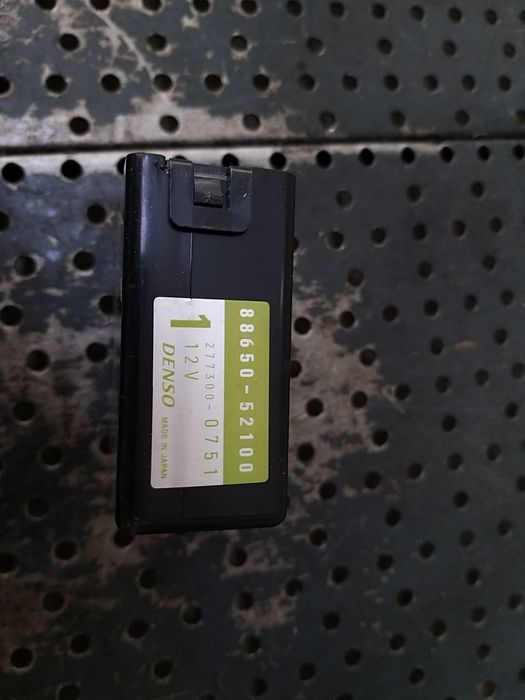 88650-52100
277300-0751
1 12V
DENSO MADE IN JAPAN